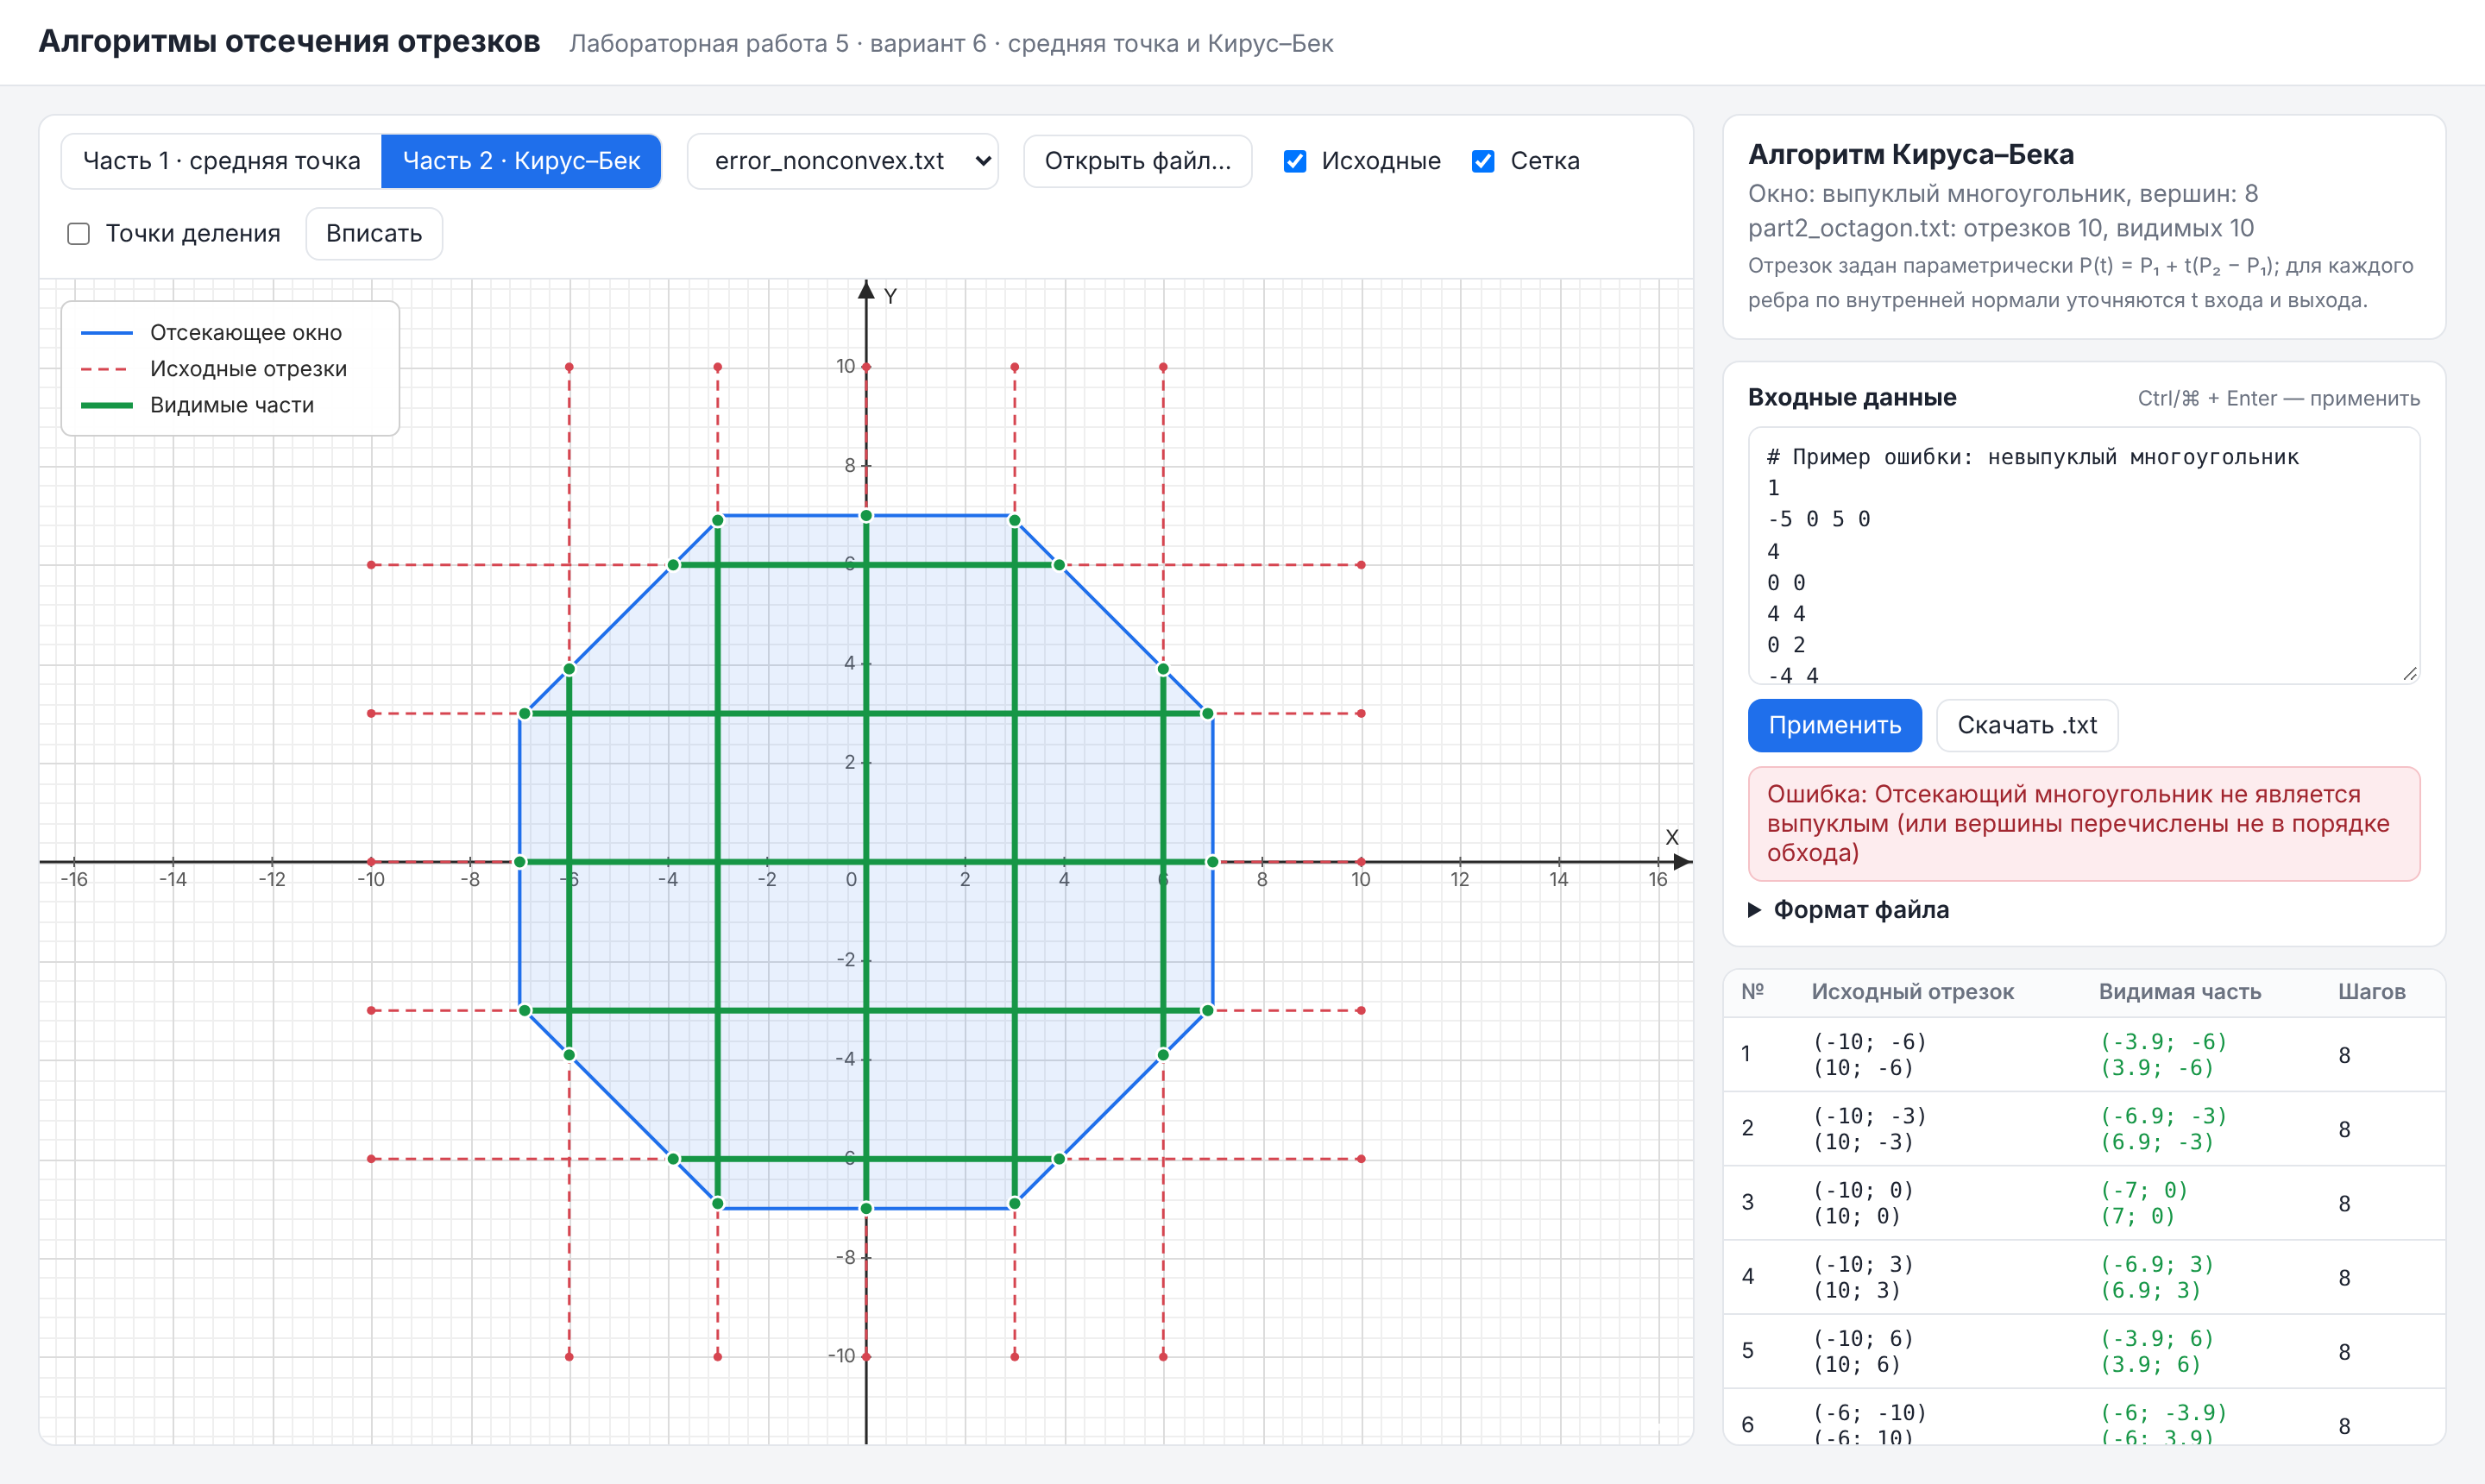 Алгоритмы отсечения отрезков
Лабораторная работа 5 · вариант 6 · средняя точка и Кирус–Бек
Часть 1 · средняя точка
Часть 2 · Кирус–Бек
error_nonconvex.txt
Открыть файл...
Исходные
Сетка
Точки деления
Вписать
Отсекающее окно
Исходные отрезки
Видимые части
Y
10
8
6
4
2
X
-16 -14 -12 -10 -8 -6 -4 -2 0 2 4 6 8 10 12 14 16
-2
-4
-6
-8
-10
Алгоритм Кируса–Бека
Окно: выпуклый многоугольник, вершин: 8
part2_octagon.txt: отрезков 10, видимых 10
Отрезок задан параметрически P(t) = P₁ + t(P₂ − P₁); для каждого
ребра по внутренней нормали уточняются t входа и выхода.
Входные данные
Ctrl/⌘ + Enter — применить
# Пример ошибки: невыпуклый многоугольник
1
-5 0 5 0
4
0 0
4 4
0 2
-4 4
Применить
Скачать .txt
Ошибка: Отсекающий многоугольник не является
выпуклым (или вершины перечислены не в порядке
обхода)
Формат файла
№ Исходный отрезок Видимая часть Шагов
1 (-10; -6) (-3.9; -6) 8
(10; -6) (3.9; -6)
2 (-10; -3) (-6.9; -3) 8
(10; -3) (6.9; -3)
3 (-10; 0) (-7; 0) 8
(10; 0) (7; 0)
4 (-10; 3) (-6.9; 3) 8
(10; 3) (6.9; 3)
5 (-10; 6) (-3.9; 6) 8
(10; 6) (3.9; 6)
6 (-6; -10) (-6; -3.9) 8
(-6; 10) (-6; 3.9)